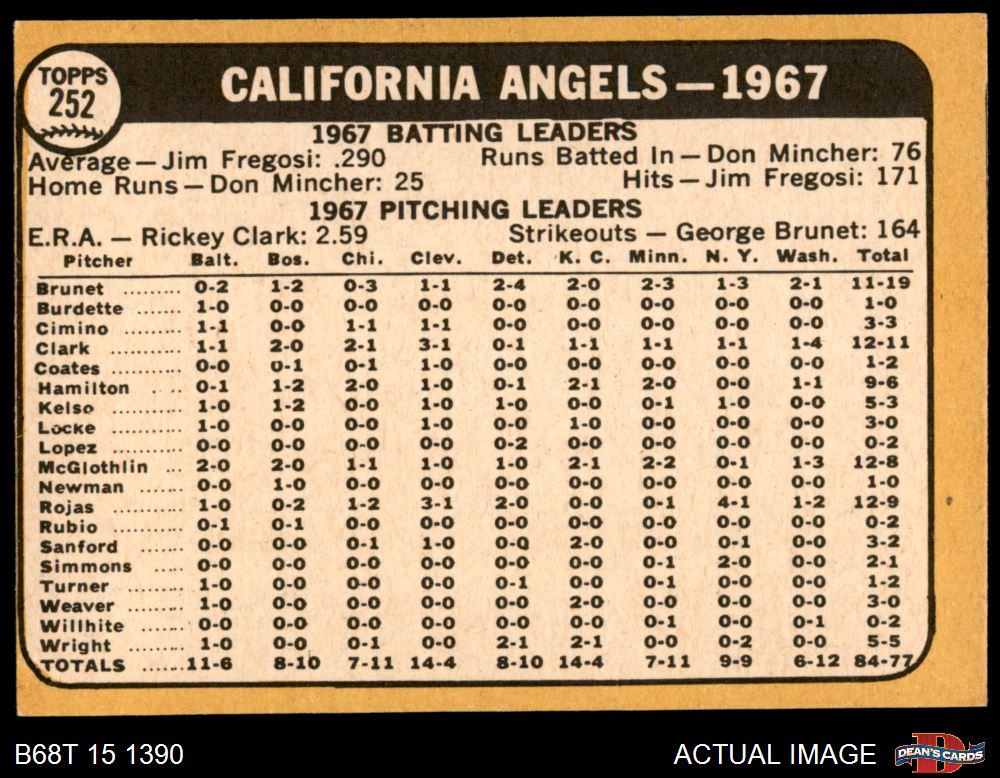 TOPPS
252
CALIFORNIA ANGELS — 1967
1967 BATTING LEADERS
Average — Jim Fregosi: .290 Runs Batted In — Don Mincher: 76
Home Runs — Don Mincher: 25 Hits — Jim Fregosi: 171
1967 PITCHING LEADERS
E.R.A. — Rickey Clark: 2.59 Strikeouts — George Brunet: 164
Pitcher Balt. Bos. Chi. Clev. Det. K. C. Minn. N. Y. Wash. Total
Brunet ......... 0-2 1-2 0-3 1-1 2-4 2-0 2-3 1-3 2-1 11-19
Burdette ....... 1-0 0-0 0-0 0-0 0-0 0-0 0-0 0-0 0-0 1-0
Cimino ......... 1-1 0-0 1-1 1-1 0-0 0-0 0-0 0-0 0-0 3-3
Clark ........... 1-1 2-0 2-1 3-1 0-1 1-1 1-1 1-1 1-4 12-11
Coates ......... 0-0 0-1 0-1 1-0 0-0 0-0 0-0 0-0 0-0 1-2
Hamilton .. ... 0-1 1-2 2-0 1-0 0-1 2-1 2-0 0-0 1-1 9-6
Kelso ........... 1-0 1-2 0-0 1-0 1-0 0-0 0-1 1-0 0-0 5-3
Locke ........... 1-0 0-0 0-0 1-0 0-0 1-0 0-0 0-0 0-0 3-0
Lopez ........... 0-0 0-0 0-0 0-0 0-2 0-0 0-0 0-0 0-0 0-2
McGlothlin ... 2-0 2-0 1-1 1-0 1-0 2-1 2-2 0-1 1-3 12-8
Newman ....... 0-0 1-0 0-0 0-0 0-0 0-0 0-0 0-0 0-0 1-0
Rojas ........... 1-0 0-2 1-2 3-1 2-0 0-0 0-1 4-1 1-2 12-9
Rubio ........... 0-1 0-1 0-0 0-0 0-0 0-0 0-0 0-0 0-0 0-2
Sanford ....... 0-0 0-0 0-1 1-0 0-0 2-0 0-0 0-1 0-0 3-2
Simmons ..... 0-0 0-0 0-0 0-0 0-0 0-0 0-1 2-0 0-0 2-1
Turner ......... 1-0 0-0 0-0 0-0 0-1 0-0 0-1 0-0 0-0 1-2
Weaver ......... 1-0 0-0 0-0 0-0 0-0 2-0 0-0 0-0 0-0 3-0
Willhite ....... 0-0 0-0 0-0 0-0 0-0 0-0 0-1 0-0 0-1 0-2
Wright ......... 1-0 0-0 0-1 0-0 2-1 2-1 0-0 0-2 0-0 5-5
TOTALS ...... 11-6 8-10 7-11 14-4 8-10 14-4 7-11 9-9 6-12 84-77
B68T 15 1390 ACTUAL IMAGE
DEAN'S CARDS